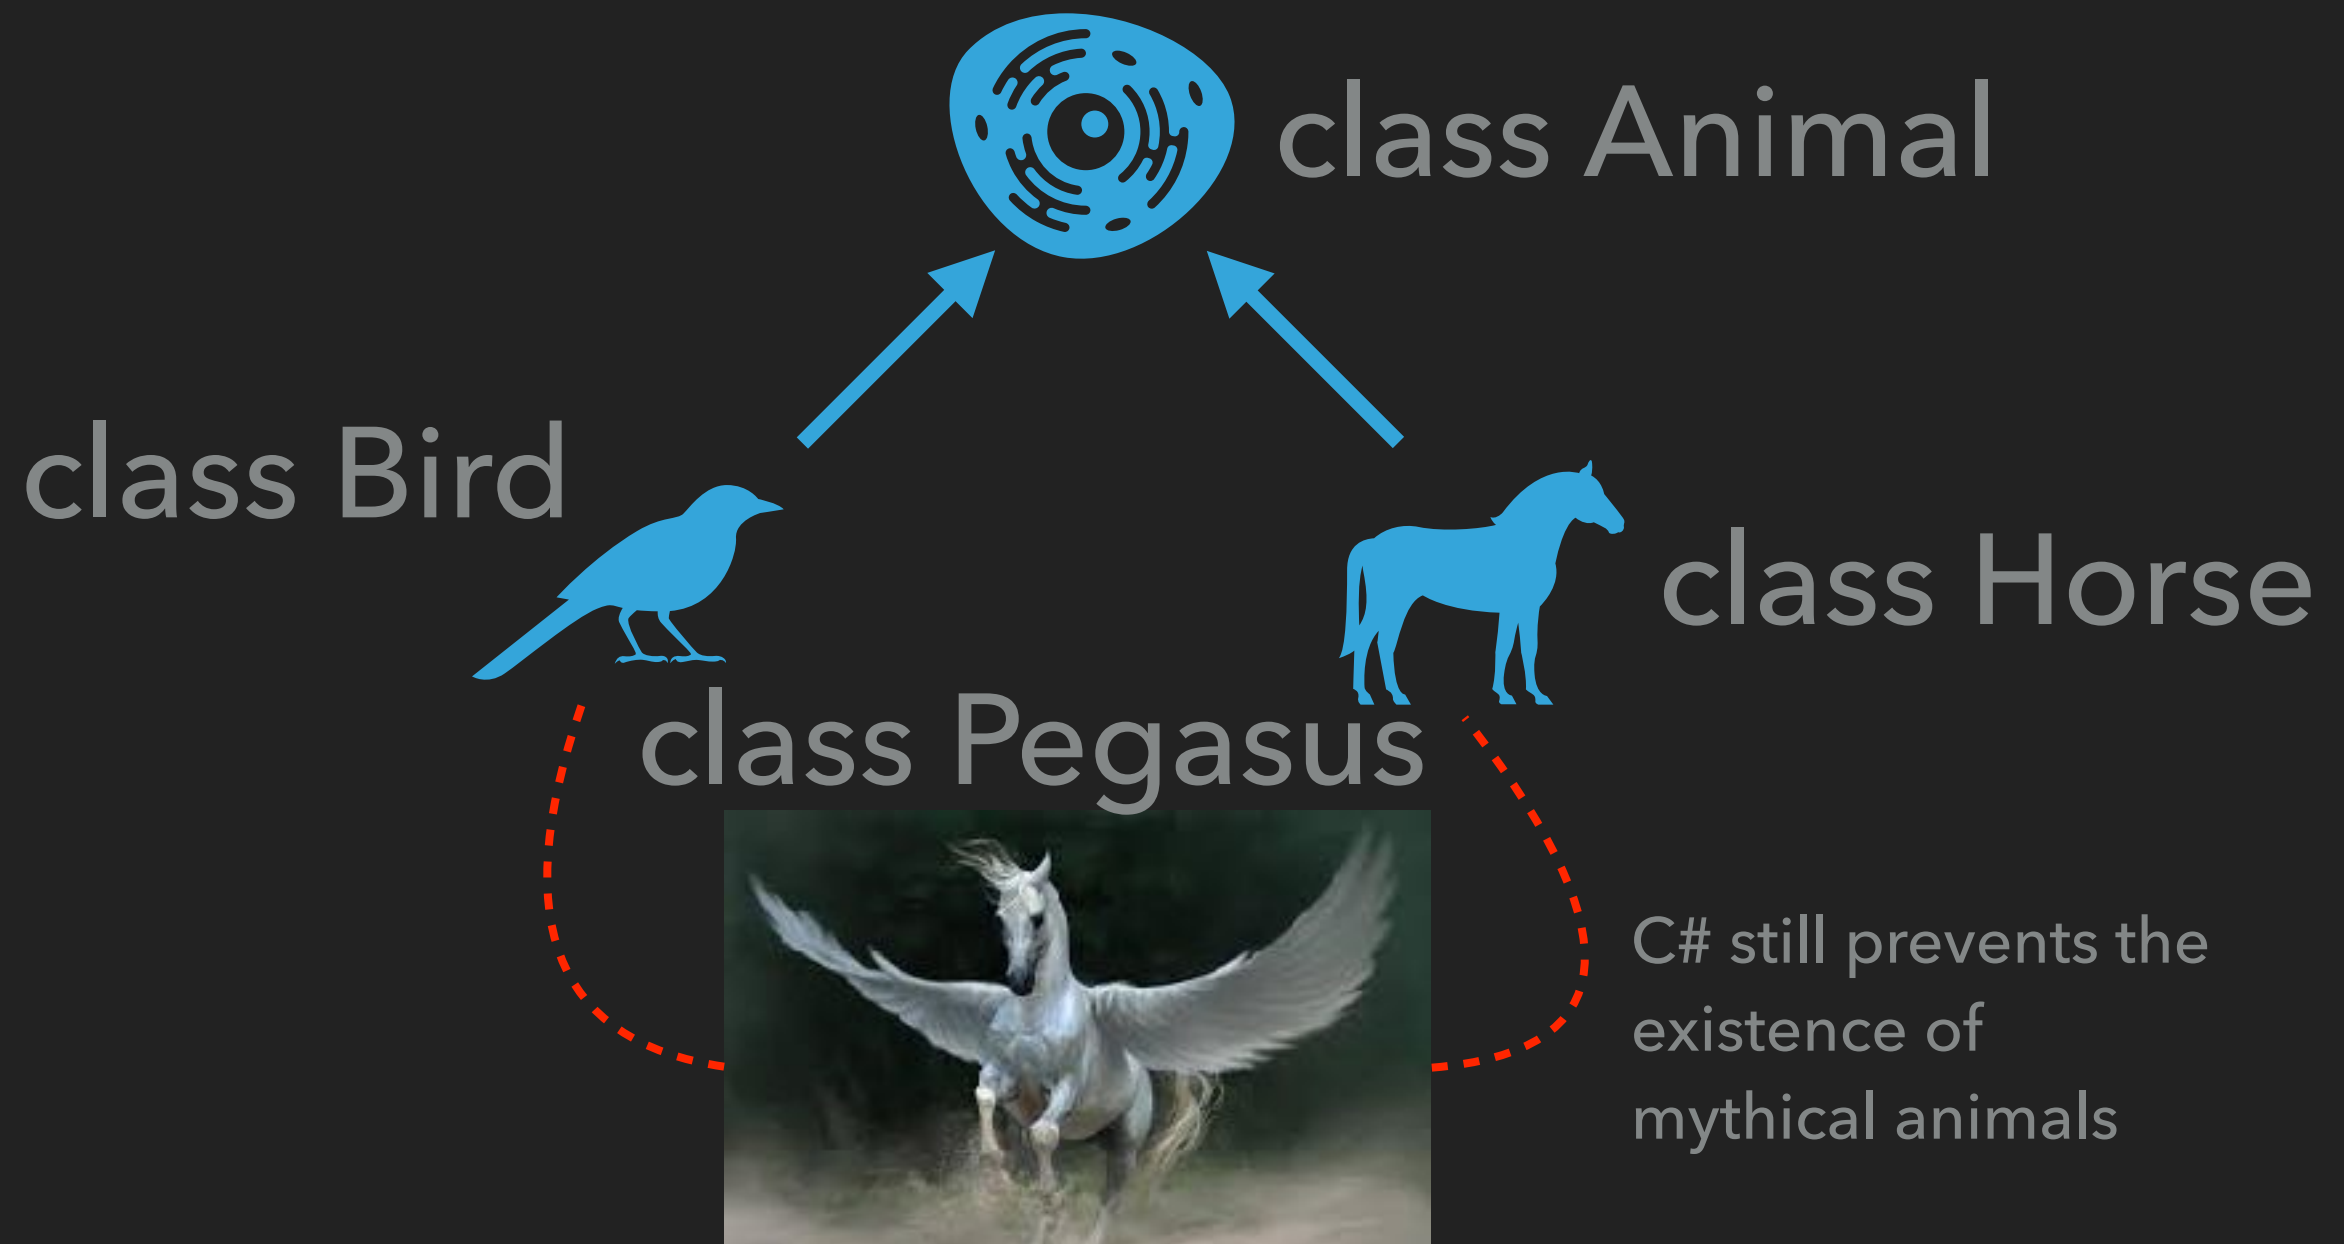 class Animal
class Bird
class Horse
class Pegasus
C# still prevents the
existence of
mythical animals